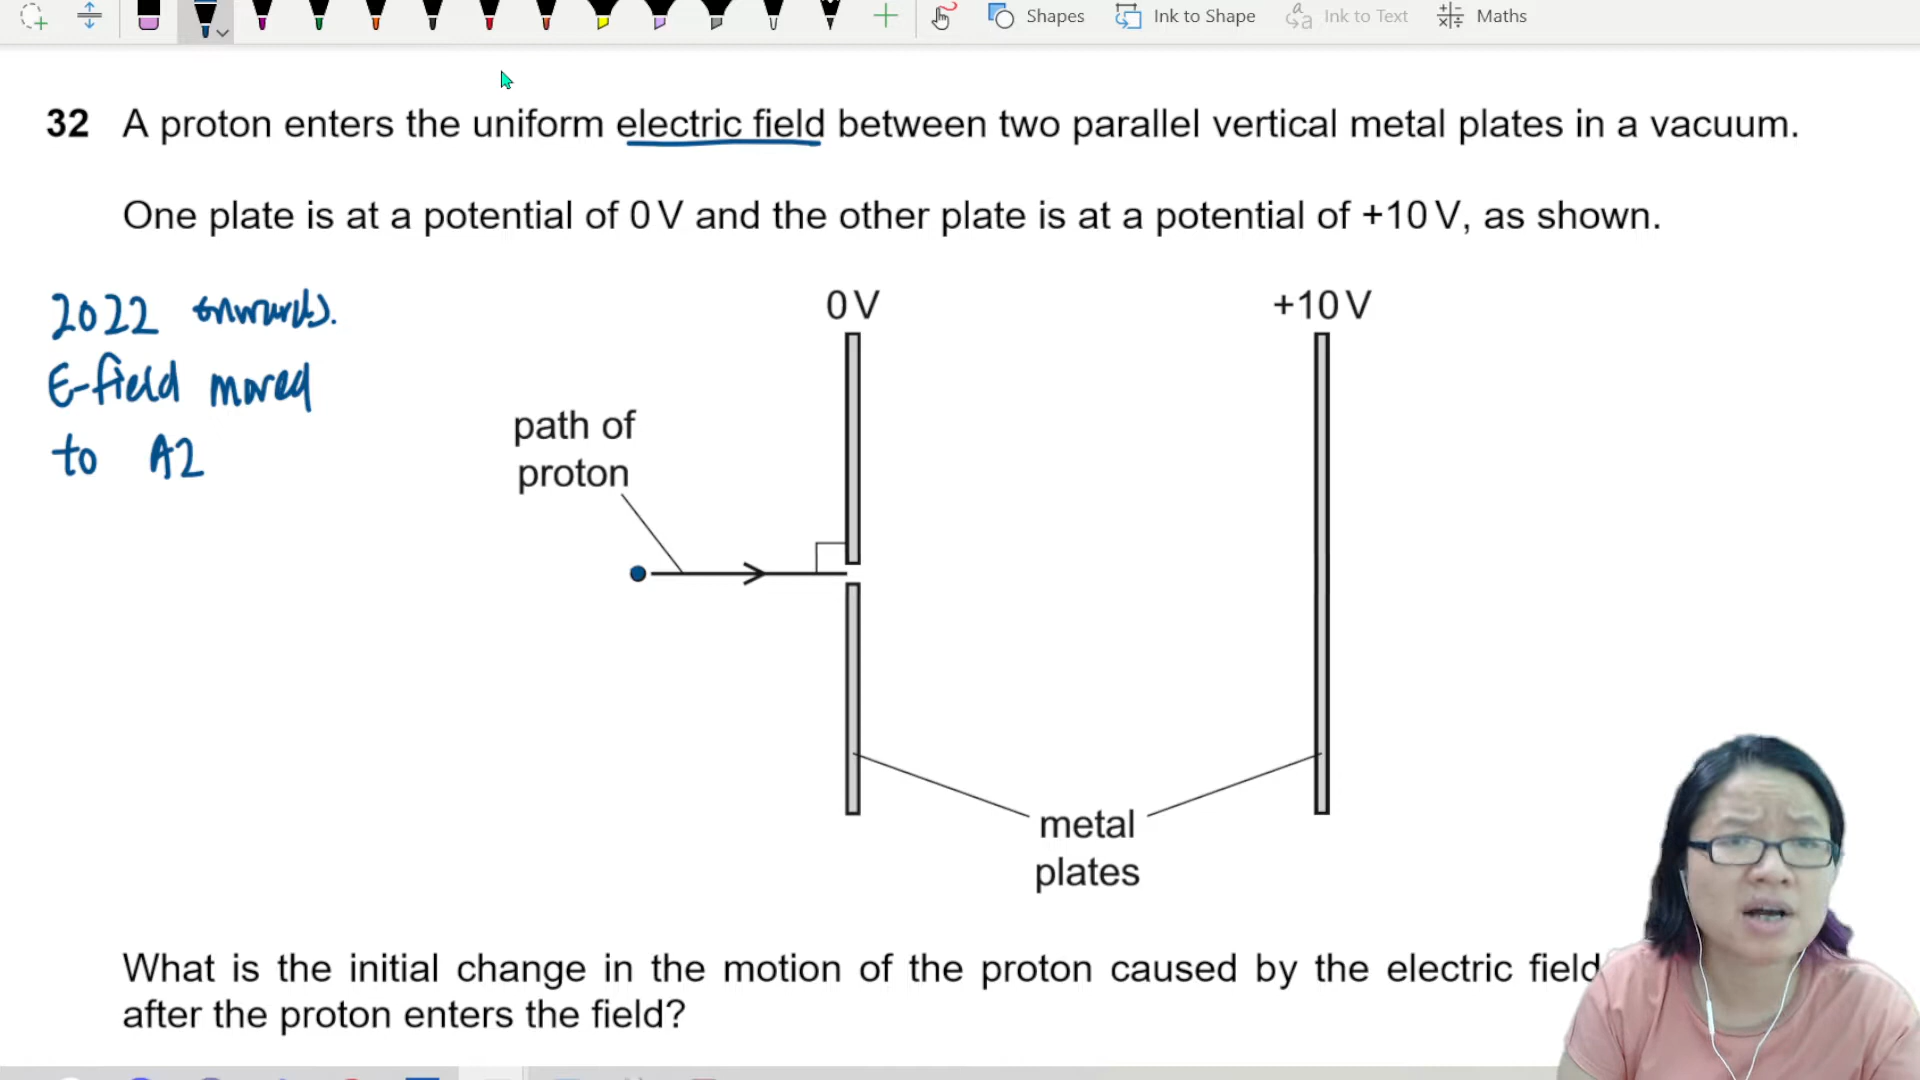 Shapes Ink to Shape Ink to Text Maths
32 A proton enters the uniform electric field between two parallel vertical metal plates in a vacuum.
One plate is at a potential of 0 V and the other plate is at a potential of +10 V, as shown.
2022 onwards.
E-field moved
to A2
0 V
+10 V
path of
proton
metal
plates
What is the initial change in the motion of the proton caused by the electric field
after the proton enters the field?